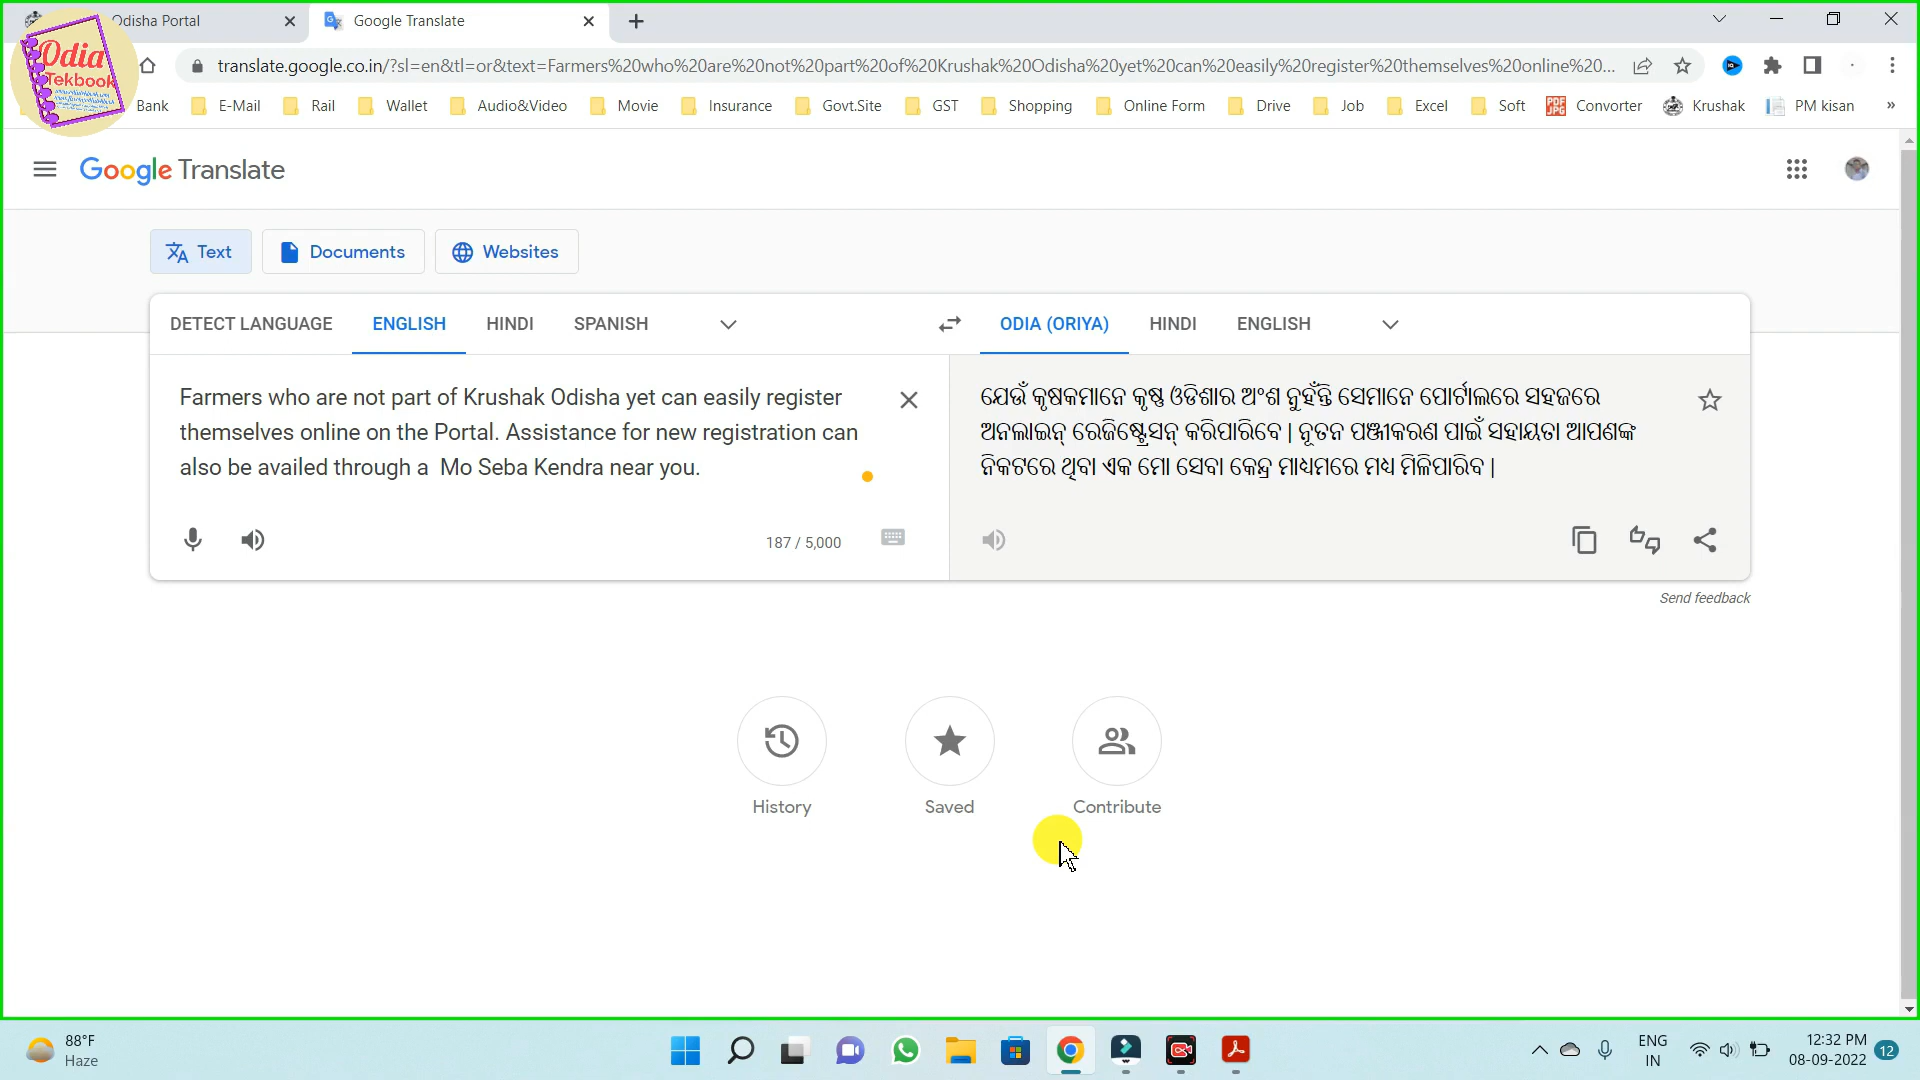 Odisha Portal
Google Translate
Odia
Tekbook
translate.google.co.in/?sl=en&tl=or&text=Farmers%20who%20are%20not%20part%20of%20Krushak%20Odisha%20yet%20can%20easily%20register%20themselves%20online%20...
Bank E-Mail Rail Wallet Audio&Video Movie Insurance Govt.Site GST Shopping Online Form Drive Job Excel Soft PDF JPG Convorter Krushak PM kisan »
Google Translate
Text Documents Websites
DETECT LANGUAGE ENGLISH HINDI SPANISH ODIA (ORIYA) HINDI ENGLISH
Farmers who are not part of Krushak Odisha yet can easily register
themselves online on the Portal. Assistance for new registration can
also be availed through a Mo Seba Kendra near you.
ଯେଉଁ କୃଷକମାନେ କୃଷ୍ଣ ଓଡିଶାର ଅଂଶ ନୁହଁନ୍ତି ସେମାନେ ପୋର୍ଟାଲରେ ସହଜରେ
ଅନଲାଇନ୍ ରେଜିଷ୍ଟ୍ରେସନ୍ କରିପାରିବେ | ନୂତନ ପଞ୍ଜୀକରଣ ପାଇଁ ସହାୟତା ଆପଣଙ୍କ
ନିକଟରେ ଥିବା ଏକ ମୋ ସେବା କେନ୍ଦ୍ର ମାଧ୍ୟମରେ ମଧ୍ୟ ମିଳିପାରିବ |
187 / 5,000
Send feedback
History Saved Contribute
88°F
Haze
ENG
IN
12:32 PM
08-09-2022
12